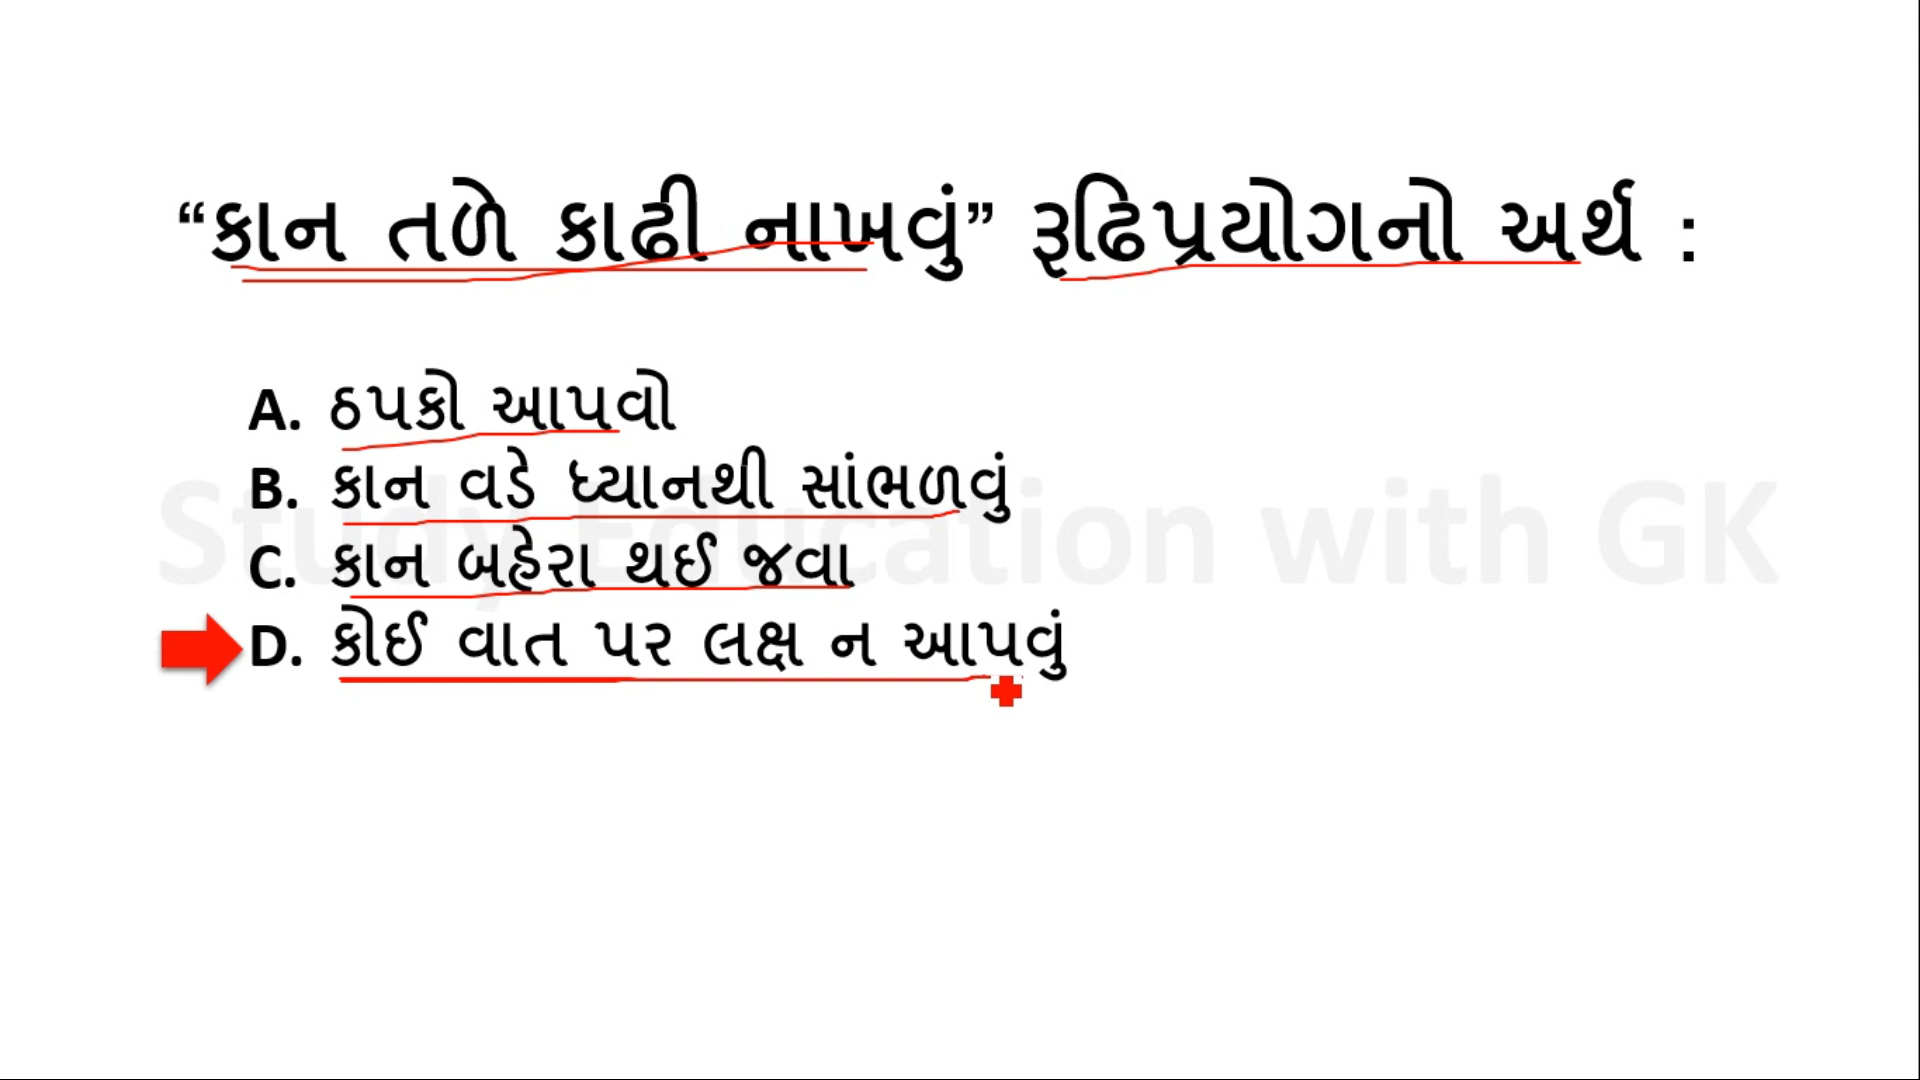 “કાન તળે કાઢી નાખવું” રૂઢિપ્રયોગનો અર્થ :
A. ઠપકો આપવો
B. કાન વડે ધ્યાનથી સાંભળવું
C. કાન બહેરા થઈ જવા
D. કોઈ વાત પર લક્ષ ન આપવું
Study Education with GK